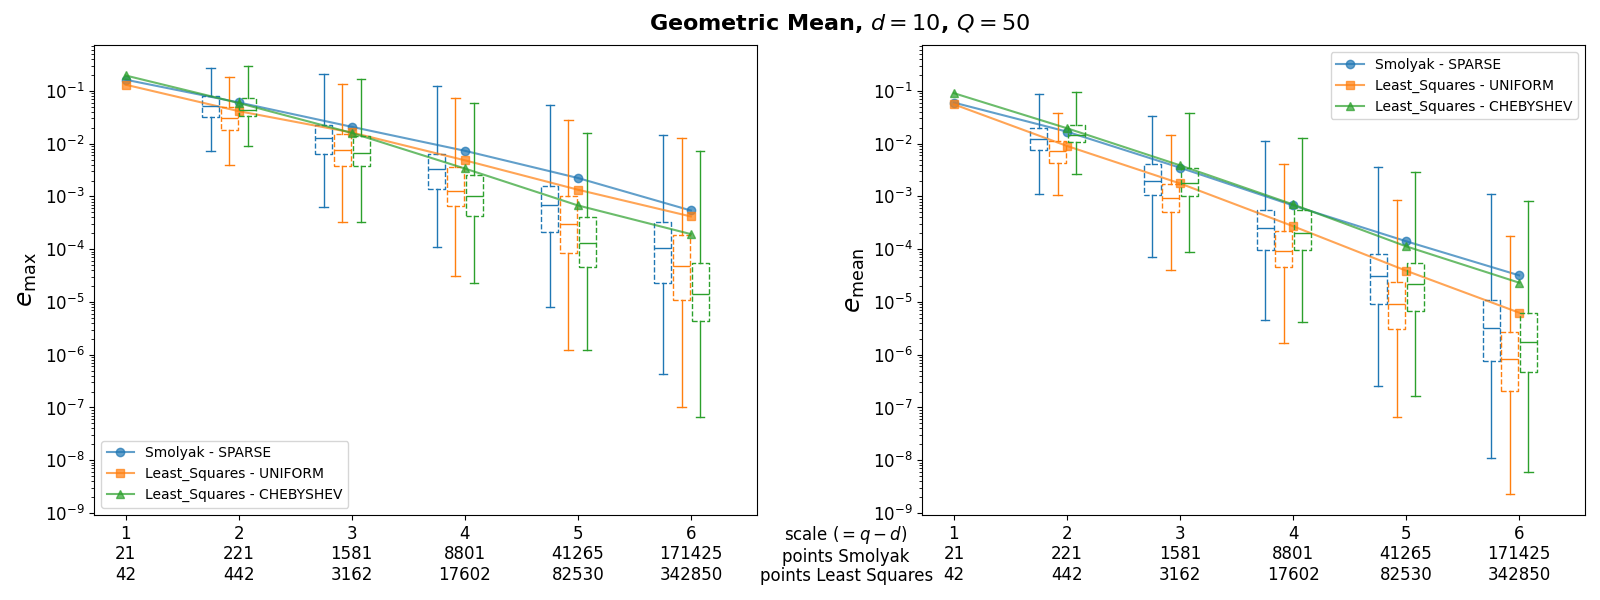 Geometric Mean, d = 10, Q = 50
e_max
10⁻¹
10⁻²
10⁻³
10⁻⁴
10⁻⁵
10⁻⁶
10⁻⁷
10⁻⁸
10⁻⁹
Smolyak - SPARSE
Least_Squares - UNIFORM
Least_Squares - CHEBYSHEV
1 2 3 4 5 6
21 221 1581 8801 41265 171425
42 442 3162 17602 82530 342850
scale (= q − d)
points Smolyak
points Least Squares
e_mean
10⁻¹
10⁻²
10⁻³
10⁻⁴
10⁻⁵
10⁻⁶
10⁻⁷
10⁻⁸
10⁻⁹
Smolyak - SPARSE
Least_Squares - UNIFORM
Least_Squares - CHEBYSHEV
1 2 3 4 5 6
21 221 1581 8801 41265 171425
42 442 3162 17602 82530 342850